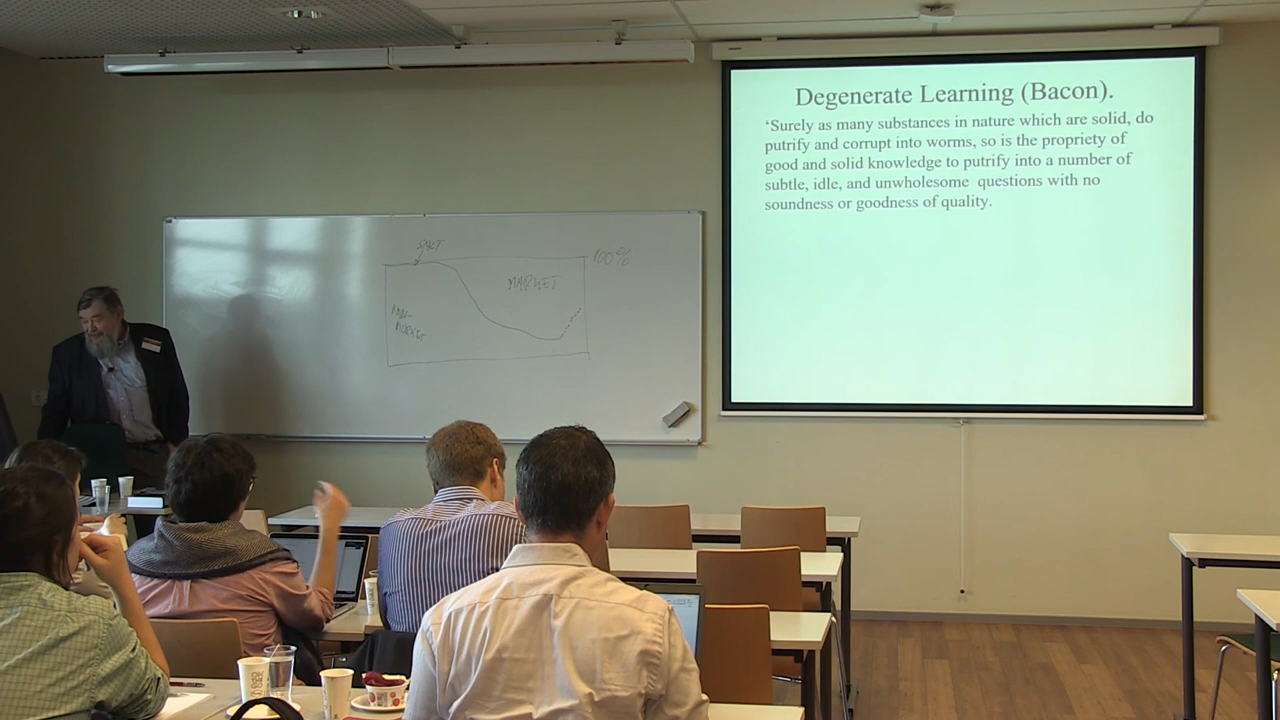 Degenerate Learning (Bacon).
‘Surely as many substances in nature which are solid, do
putrify and corrupt into worms, so is the propriety of
good and solid knowledge to putrify into a number of
subtle, idle, and unwholesome questions with no
soundness or goodness of quality.
100%
MARKET
NON-
MARKET